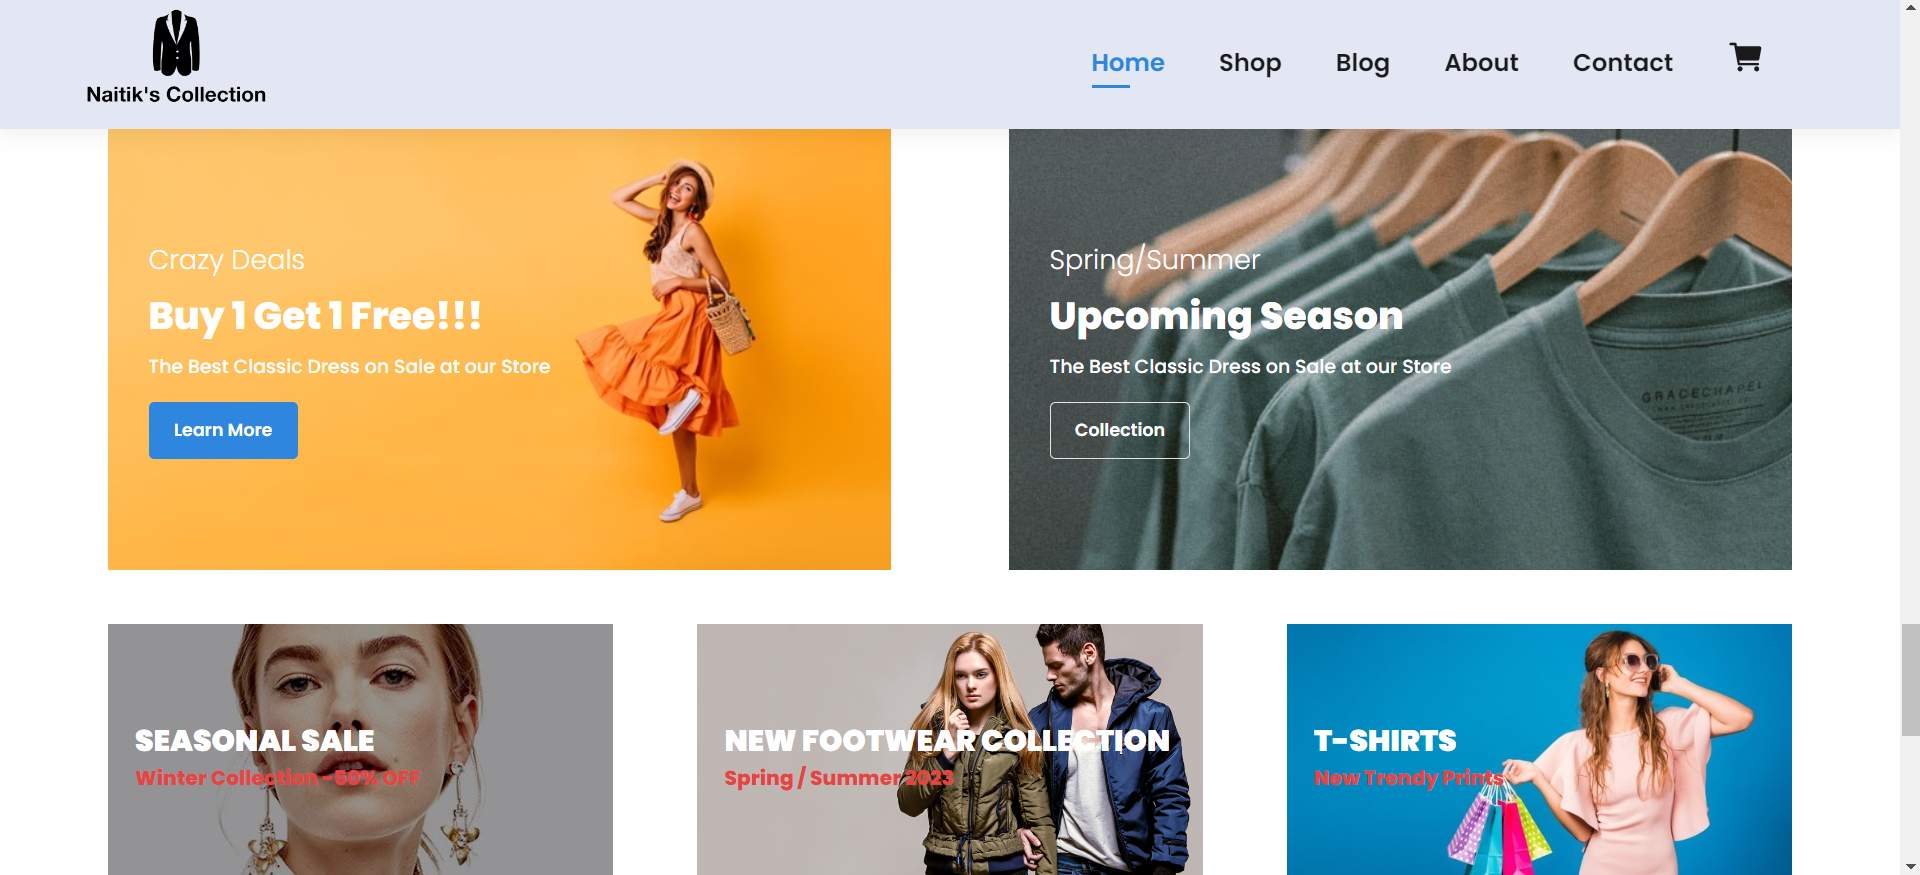 Naitik's Collection
Home Shop Blog About Contact
Crazy Deals
Buy 1 Get 1 Free!!!
The Best Classic Dress on Sale at our Store
Learn More
Spring/Summer
Upcoming Season
The Best Classic Dress on Sale at our Store
Collection
GRACECHAPEL
SEASONAL SALE
Winter Collection -50% OFF
NEW FOOTWEAR COLLECTION
Spring / Summer 2023
T-SHIRTS
New Trendy Prints